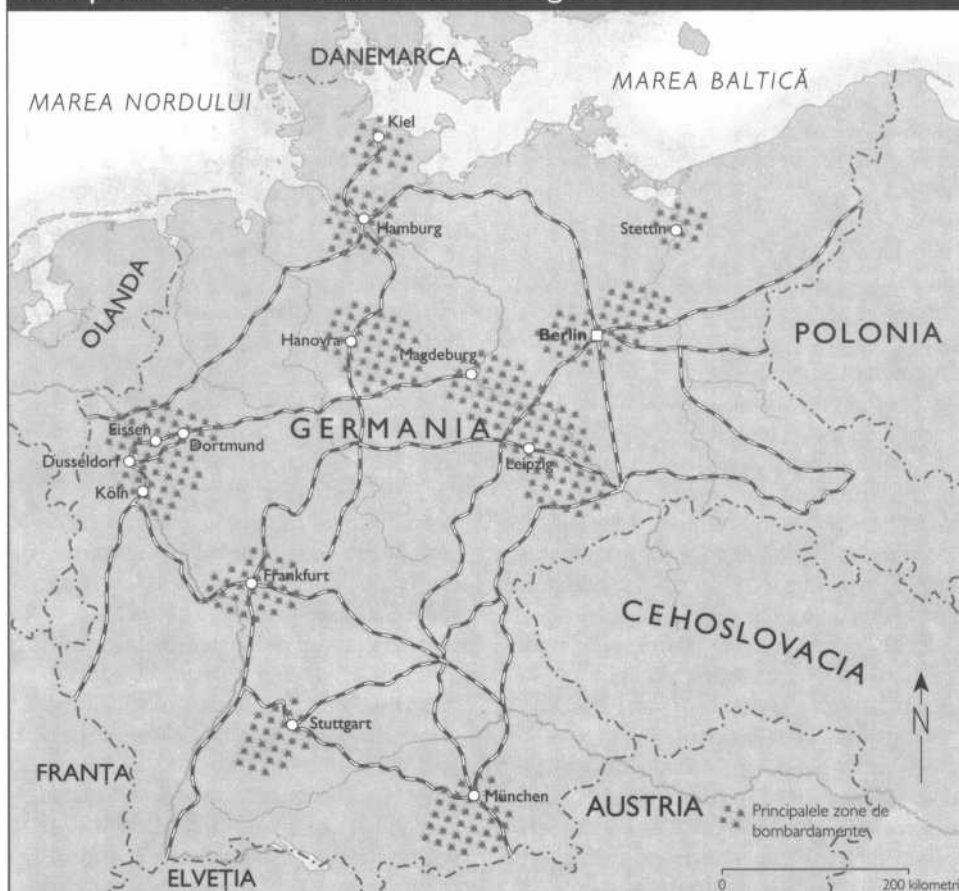 DANEMARCA
MAREA NORDULUI
MAREA BALTICĂ
Kiel
Hamburg
Stettin
OLANDA
Hanovra
Magdeburg
Berlin
POLONIA
Eissen
Dortmund
GERMANIA
Dusseldorf
Leipzig
Köln
Frankfurt
CEHOSLOVACIA
N
Stuttgart
FRANȚA
München
AUSTRIA
Principalele zone de
bombardamente
ELVEȚIA
0
200 kilometri